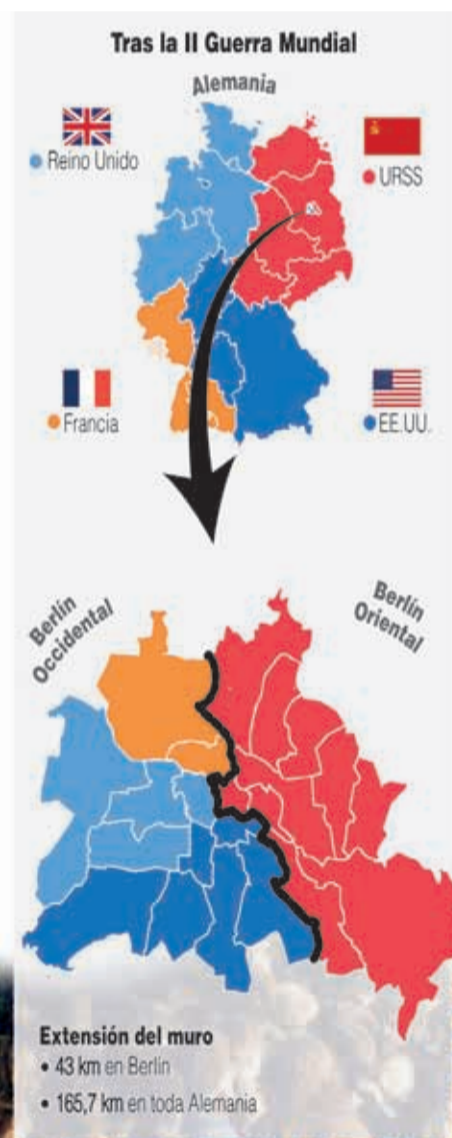 Tras la II Guerra Mundial
Alemania
• Reino Unido
• URSS
• Francia
• EE.UU.
Berlín
Occidental
Berlín
Oriental
Extensión del muro
• 43 km en Berlín
• 165,7 km en toda Alemania